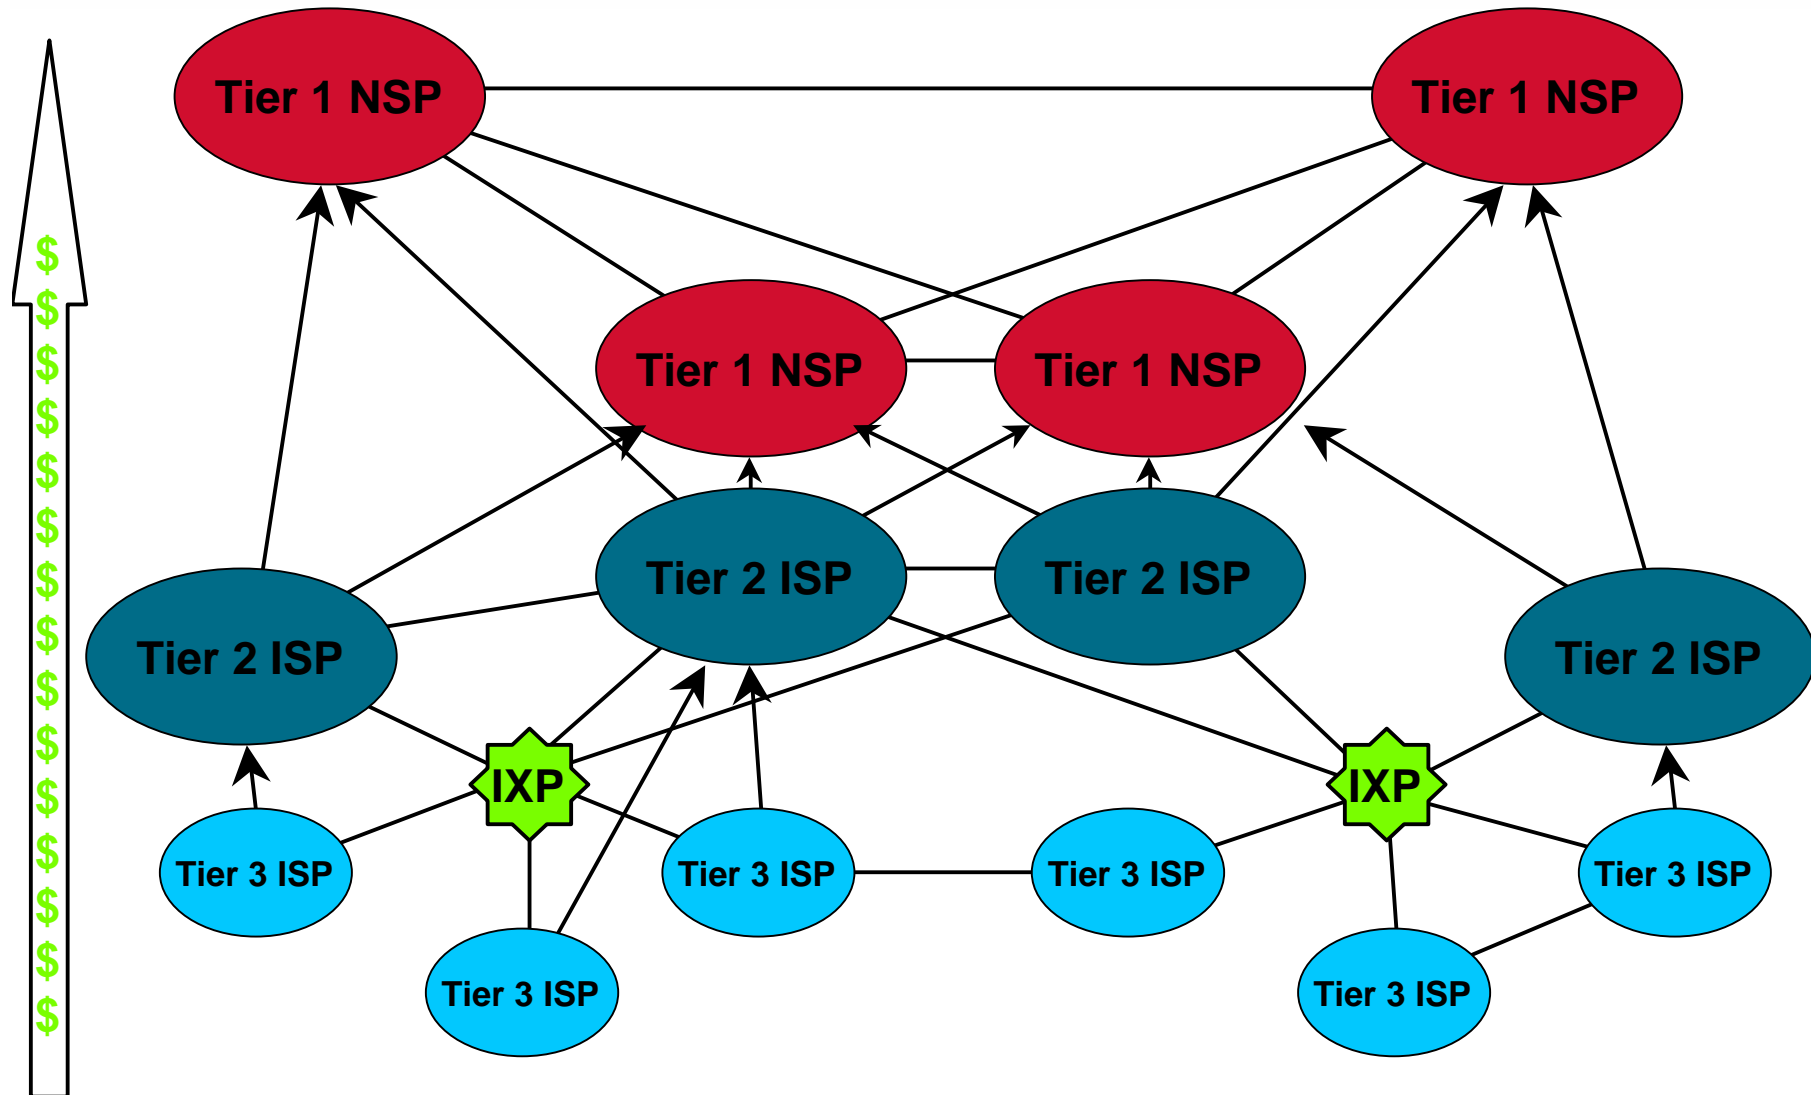 Tier 1 NSP
Tier 1 NSP
$
$
$
Tier 1 NSP
Tier 1 NSP
$
$
$
$
Tier 2 ISP
Tier 2 ISP
$
Tier 2 ISP
Tier 2 ISP
$
$
IXP
IXP
$
$
Tier 3 ISP
Tier 3 ISP
Tier 3 ISP
Tier 3 ISP
$
$
Tier 3 ISP
Tier 3 ISP
$